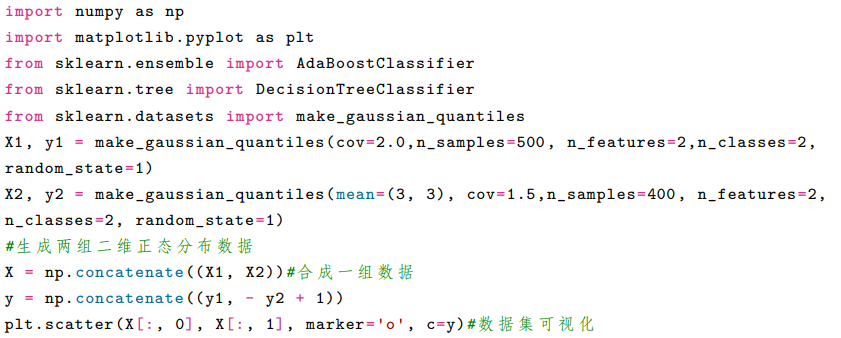 import numpy as np
import matplotlib.pyplot as plt
from sklearn.ensemble import AdaBoostClassifier
from sklearn.tree import DecisionTreeClassifier
from sklearn.datasets import make_gaussian_quantiles
X1, y1 = make_gaussian_quantiles(cov=2.0,n_samples=500, n_features=2,n_classes=2,
random_state=1)
X2, y2 = make_gaussian_quantiles(mean=(3, 3), cov=1.5,n_samples=400, n_features=2,
n_classes=2, random_state=1)
#生成两组二维正态分布数据
X = np.concatenate((X1, X2))#合成一组数据
y = np.concatenate((y1, - y2 + 1))
plt.scatter(X[:, 0], X[:, 1], marker='o', c=y)#数据集可视化